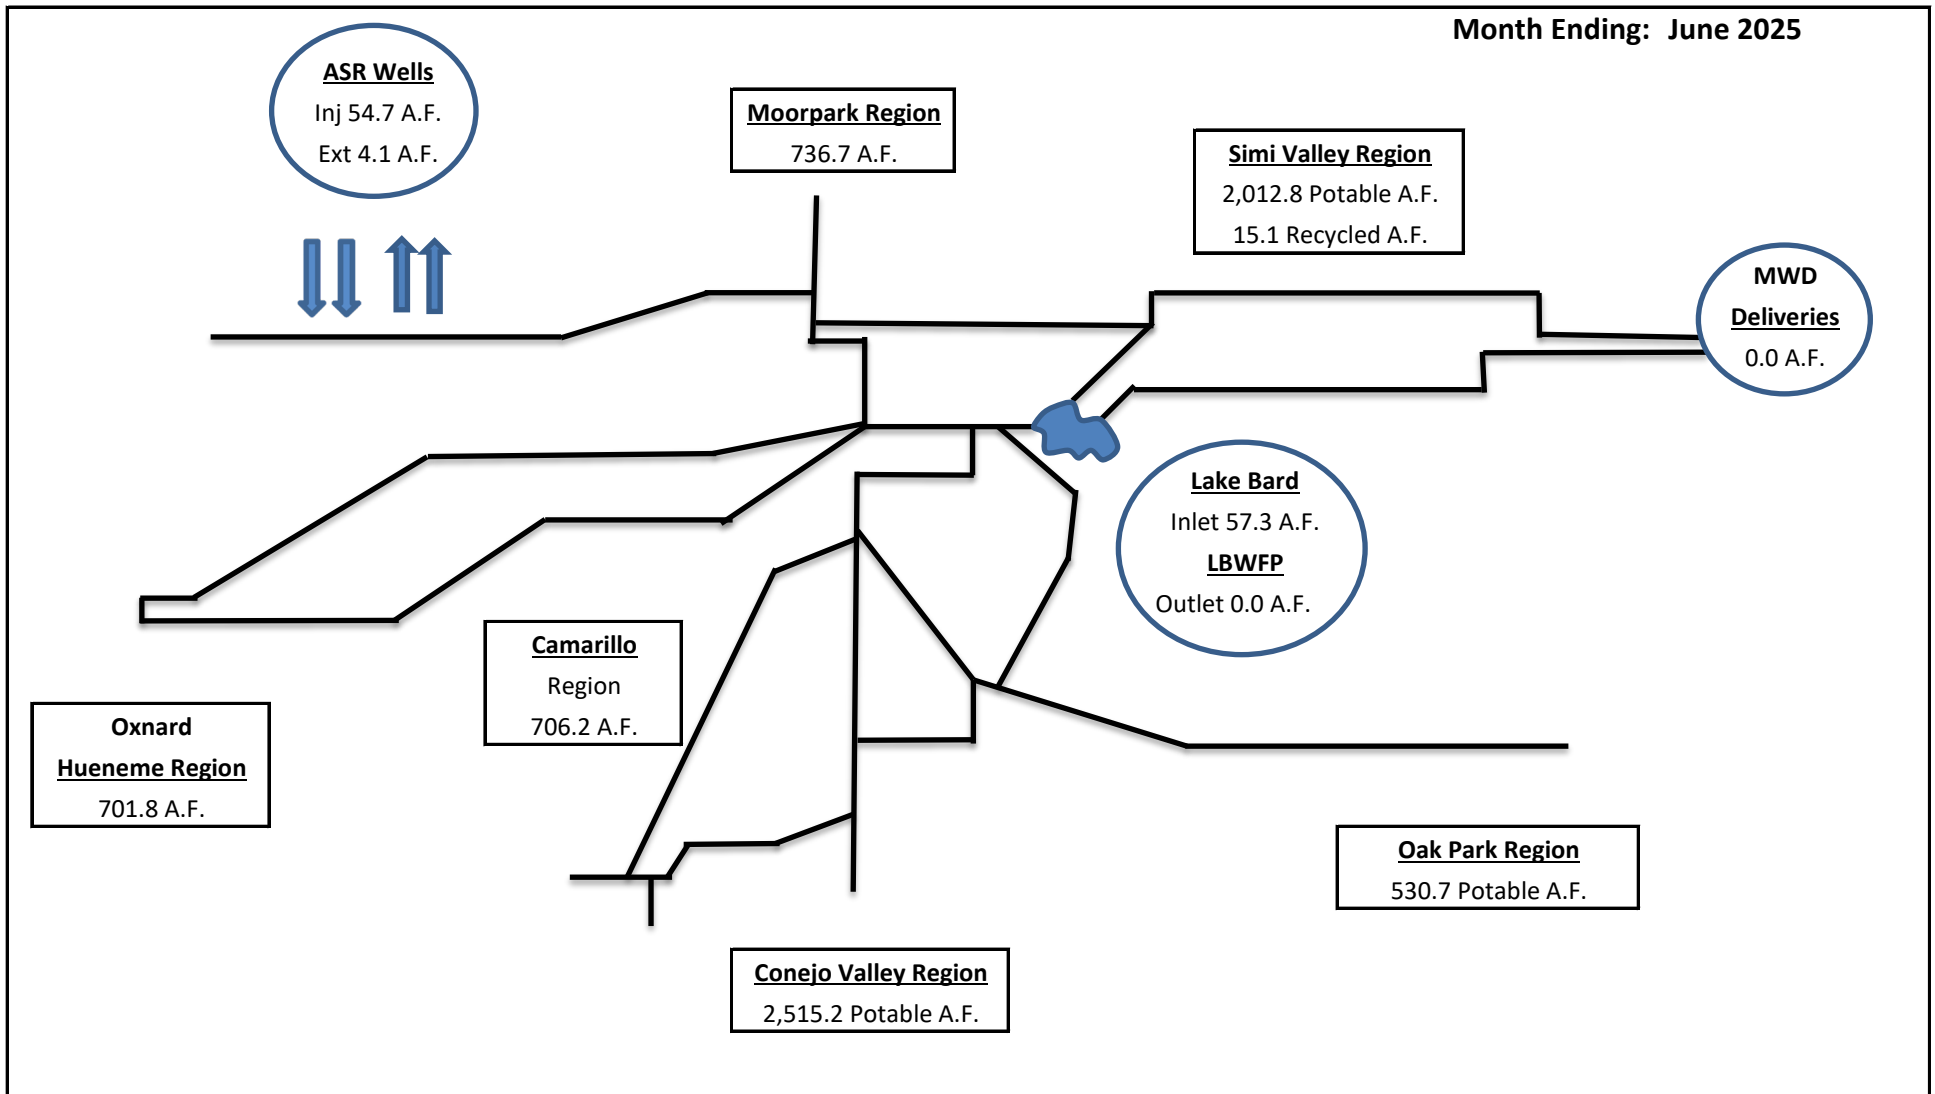 Month Ending: June 2025
ASR Wells
Inj 54.7 A.F.
Ext 4.1 A.F.
Moorpark Region
736.7 A.F.
Simi Valley Region
2,012.8 Potable A.F.
15.1 Recycled A.F.
MWD
Deliveries
0.0 A.F.
Lake Bard
Inlet 57.3 A.F.
LBWFP
Outlet 0.0 A.F.
Camarillo
Region
706.2 A.F.
Oxnard
Hueneme Region
701.8 A.F.
Oak Park Region
530.7 Potable A.F.
Conejo Valley Region
2,515.2 Potable A.F.